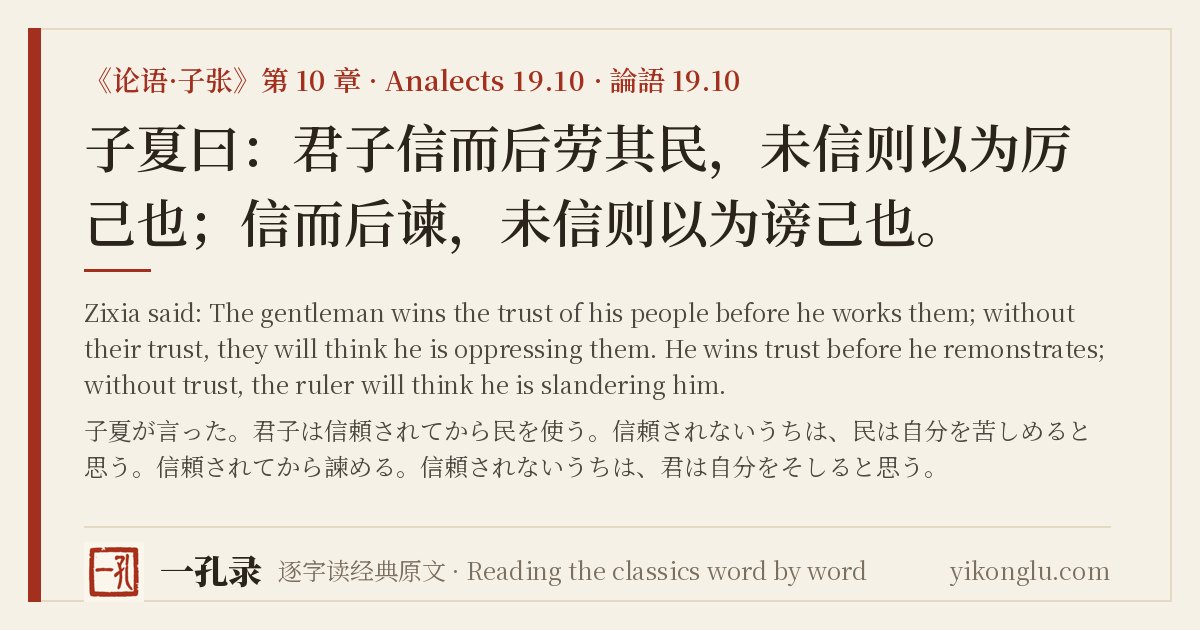 《论语·子张》第 10 章 · Analects 19.10 · 論語 19.10
子夏曰：君子信而后劳其民，未信则以为厉
己也；信而后谏，未信则以为谤己也。
Zixia said: The gentleman wins the trust of his people before he works them; without
their trust, they will think he is oppressing them. He wins trust before he remonstrates;
without trust, the ruler will think he is slandering him.
子夏が言った。君子は信頼されてから民を使う。信頼されないうちは、民は自分を苦しめると
思う。信頼されてから諫める。信頼されないうちは、君は自分をそしると思う。
一孔
一孔录 逐字读经典原文 · Reading the classics word by word yikonglu.com